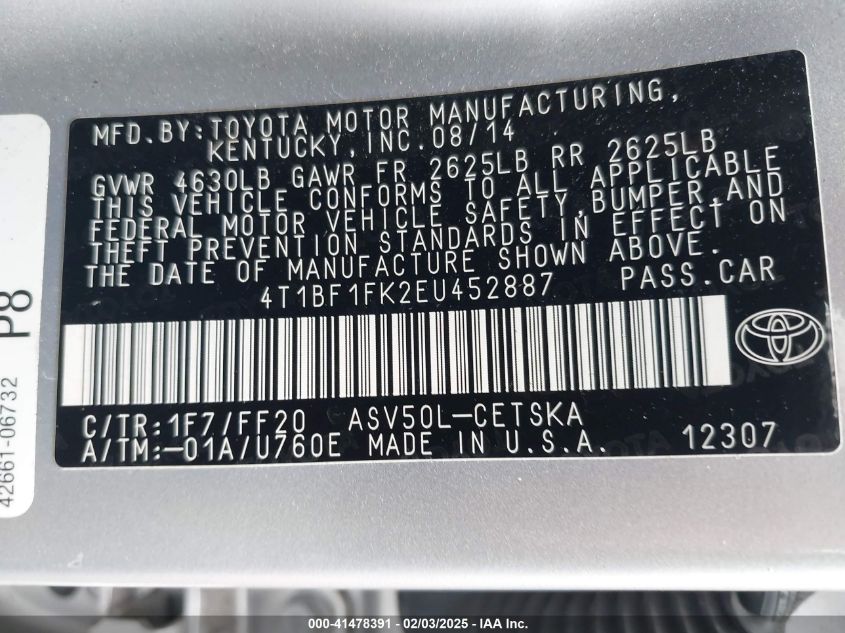 MFD. BY: TOYOTA MOTOR MANUFACTURING,
KENTUCKY, INC. 08/14
GVWR 4630LB GAWR FR 2625LB RR 2625LB
THIS VEHICLE CONFORMS TO ALL APPLICABLE
FEDERAL MOTOR VEHICLE SAFETY, BUMPER, AND
THEFT PREVENTION STANDARDS IN EFFECT ON
THE DATE OF MANUFACTURE SHOWN ABOVE.
4T1BF1FK2EU452887 PASS. CAR
C/TR: 1F7/FF20 ASV50L-CETSKA
A/TM: -01A/U760E MADE IN U.S.A. 12307
P8
42661-06732
000-41478391 - 02/03/2025 - IAA Inc.